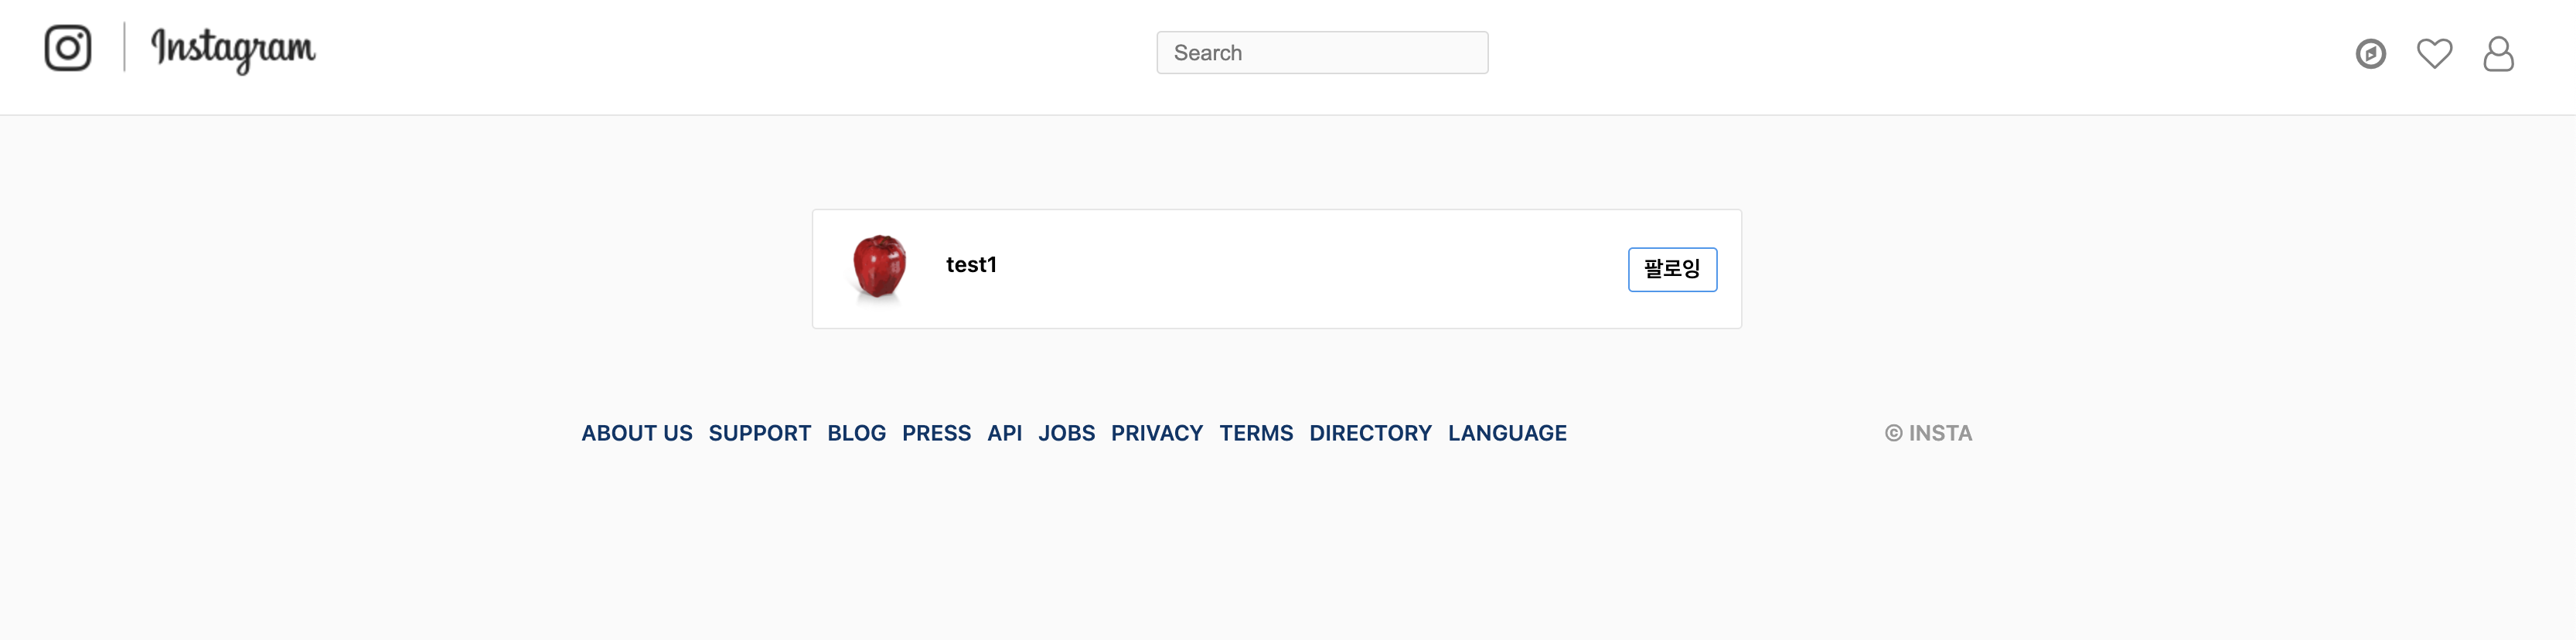 Instagram
Search
test1
팔로잉
ABOUT US SUPPORT BLOG PRESS API JOBS PRIVACY TERMS DIRECTORY LANGUAGE
© INSTA